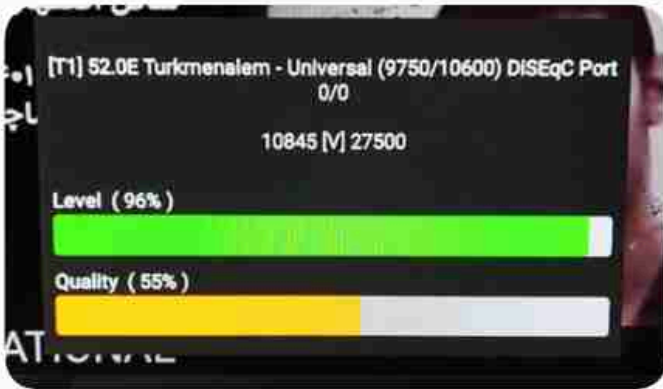 [T1] 52.0E Turkmenalem - Universal (9750/10600) DiSEqC Port
0/0
10845 [V] 27500
Level ( 96% )
Quality ( 55% )